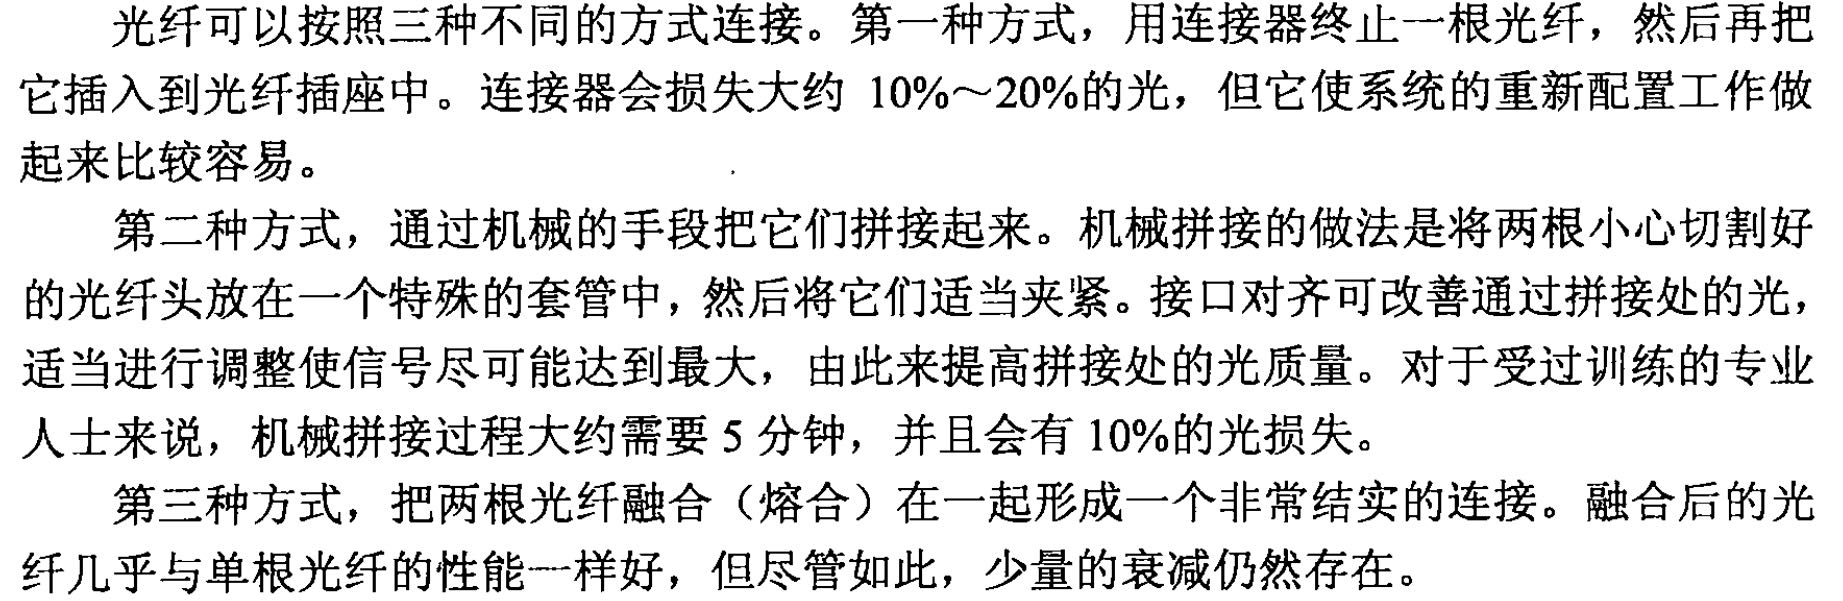 光纤可以按照三种不同的方式连接。第一种方式，用连接器终止一根光纤，然后再把
它插入到光纤插座中。连接器会损失大约 10%～20%的光，但它使系统的重新配置工作做
起来比较容易。
第二种方式，通过机械的手段把它们拼接起来。机械拼接的做法是将两根小心切割好
的光纤头放在一个特殊的套管中，然后将它们适当夹紧。接口对齐可改善通过拼接处的光，
适当进行调整使信号尽可能达到最大，由此来提高拼接处的光质量。对于受过训练的专业
人士来说，机械拼接过程大约需要 5 分钟，并且会有 10%的光损失。
第三种方式，把两根光纤融合（熔合）在一起形成一个非常结实的连接。融合后的光
纤几乎与单根光纤的性能一样好，但尽管如此，少量的衰减仍然存在。